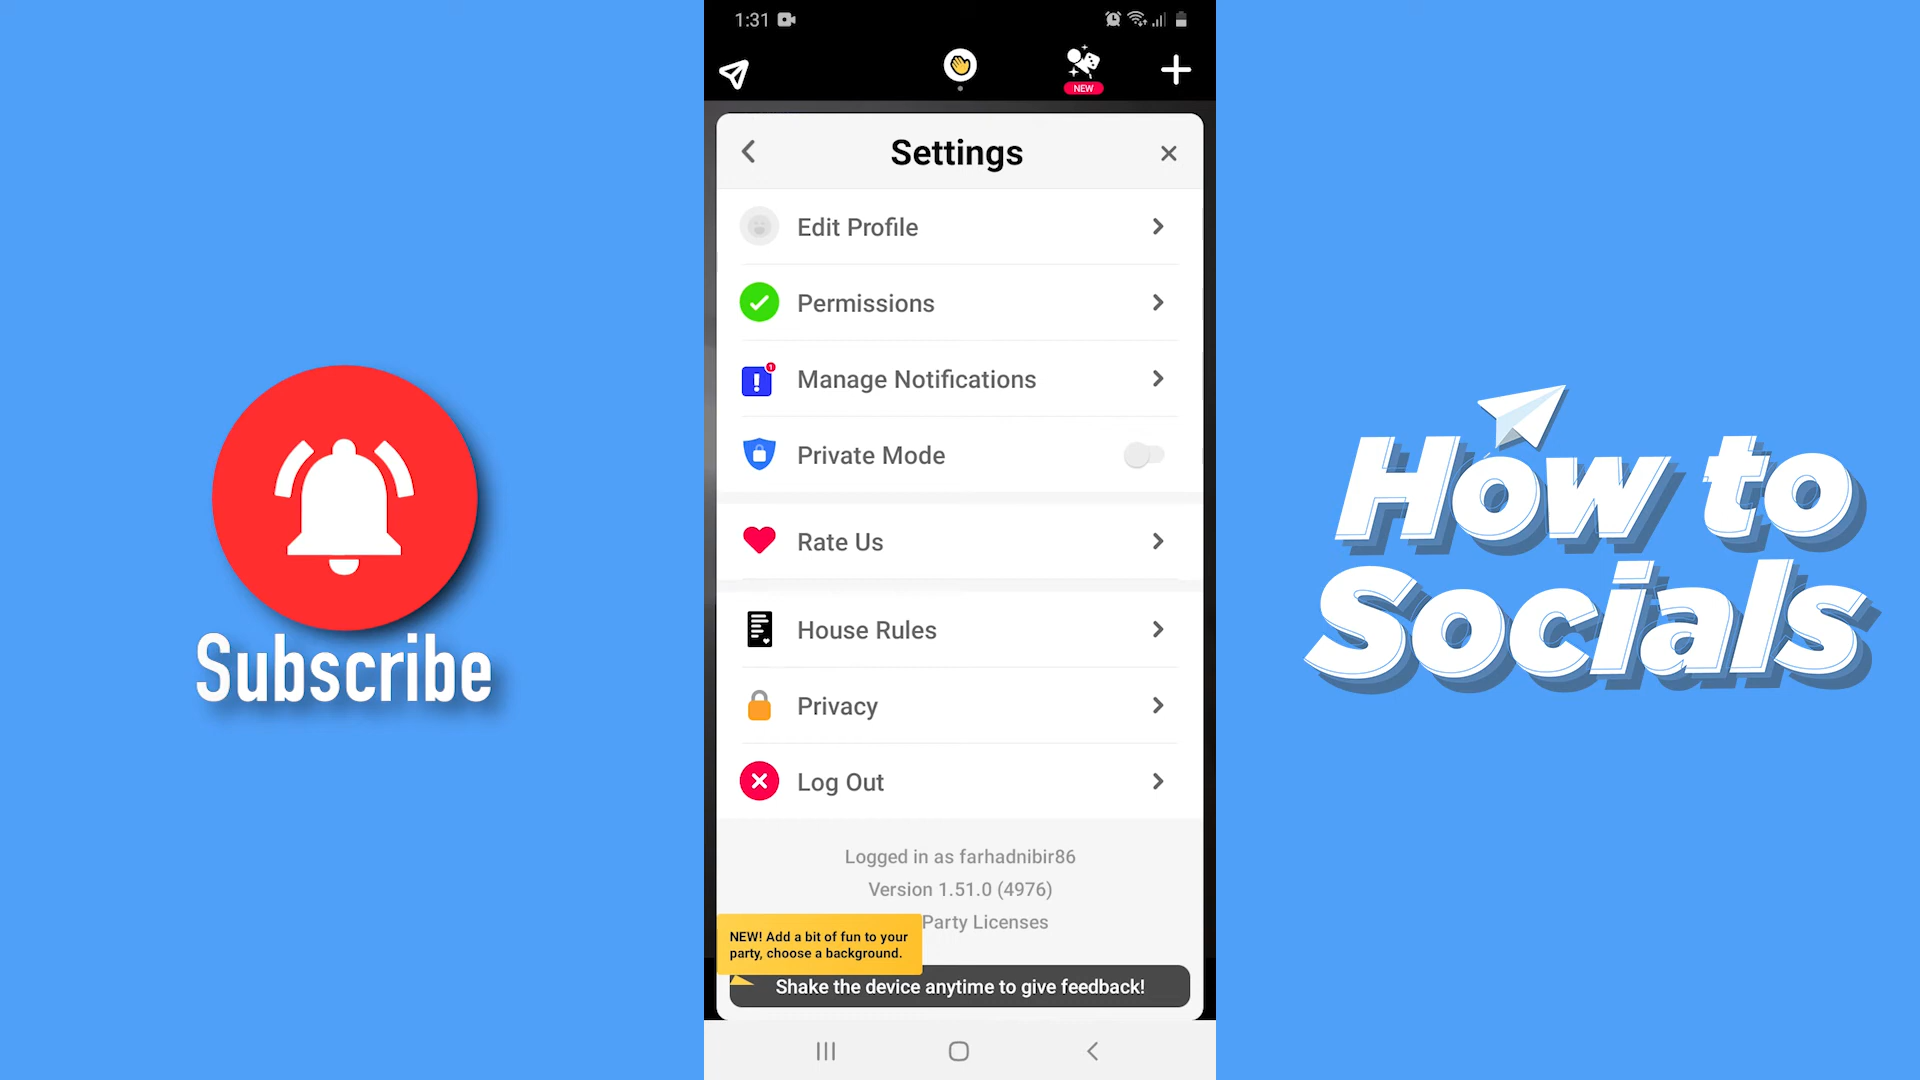 1:31
NEW
Settings
Edit Profile
Permissions
Manage Notifications
Private Mode
Rate Us
House Rules
Privacy
Log Out
Logged in as farhadnibir86
Version 1.51.0 (4976)
Party Licenses
NEW! Add a bit of fun to your
party, choose a background.
Shake the device anytime to give feedback!
Subscribe
How to
Socials